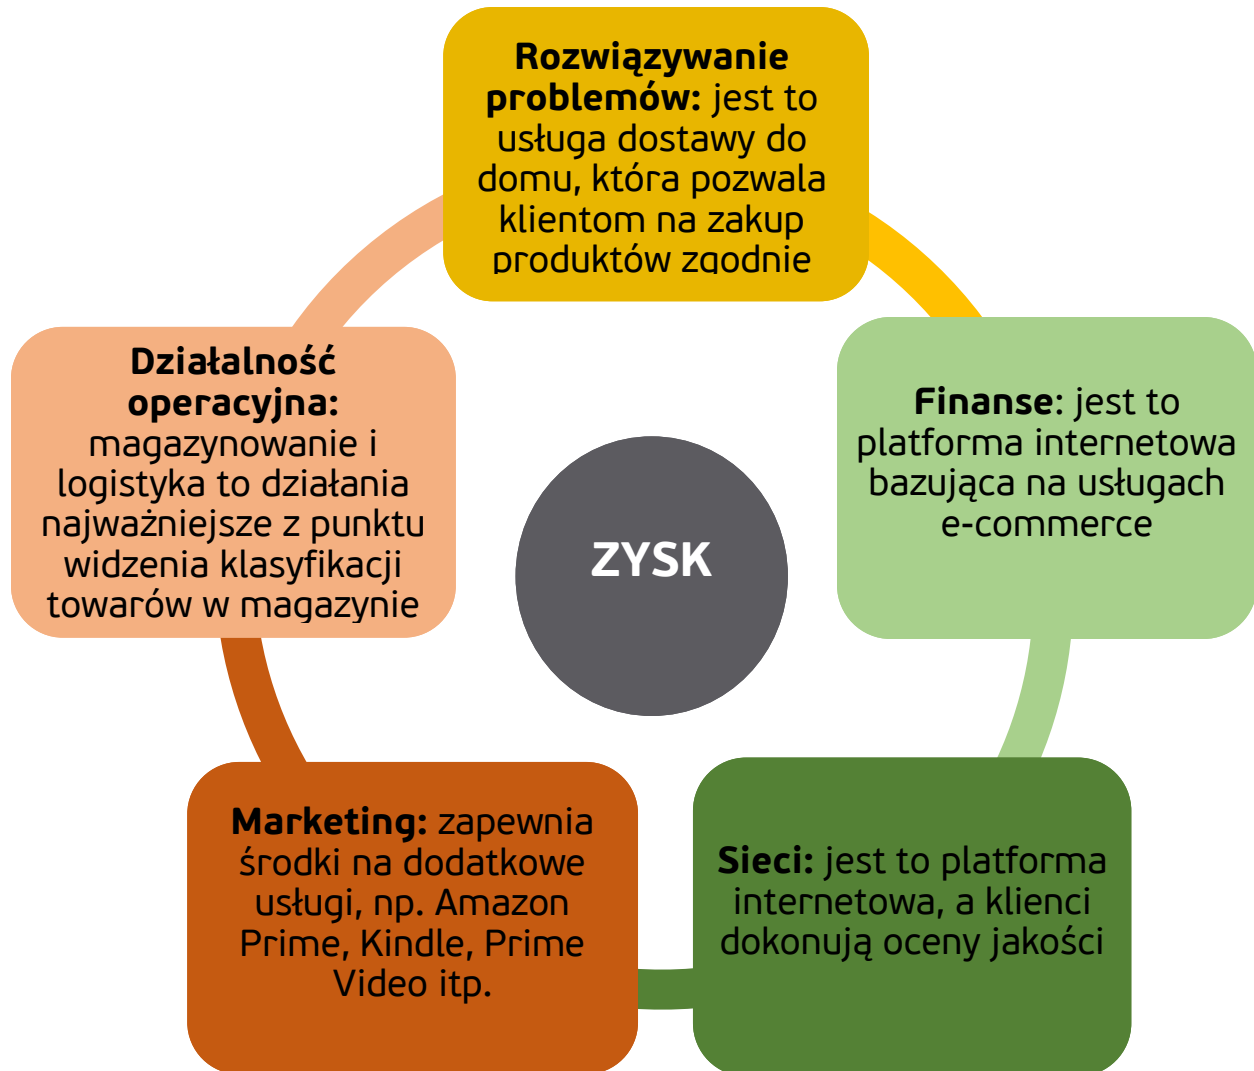 Rozwiązywanie
problemów: jest to
usługa dostawy do
domu, która pozwala
klientom na zakup
produktów zgodnie
Finanse: jest to
platforma internetowa
bazująca na usługach
e-commerce
Sieci: jest to platforma
internetowa, a klienci
dokonują oceny jakości
Marketing: zapewnia
środki na dodatkowe
usługi, np. Amazon
Prime, Kindle, Prime
Video itp.
Działalność
operacyjna:
magazynowanie i
logistyka to działania
najważniejsze z punktu
widzenia klasyfikacji
towarów w magazynie
ZYSK